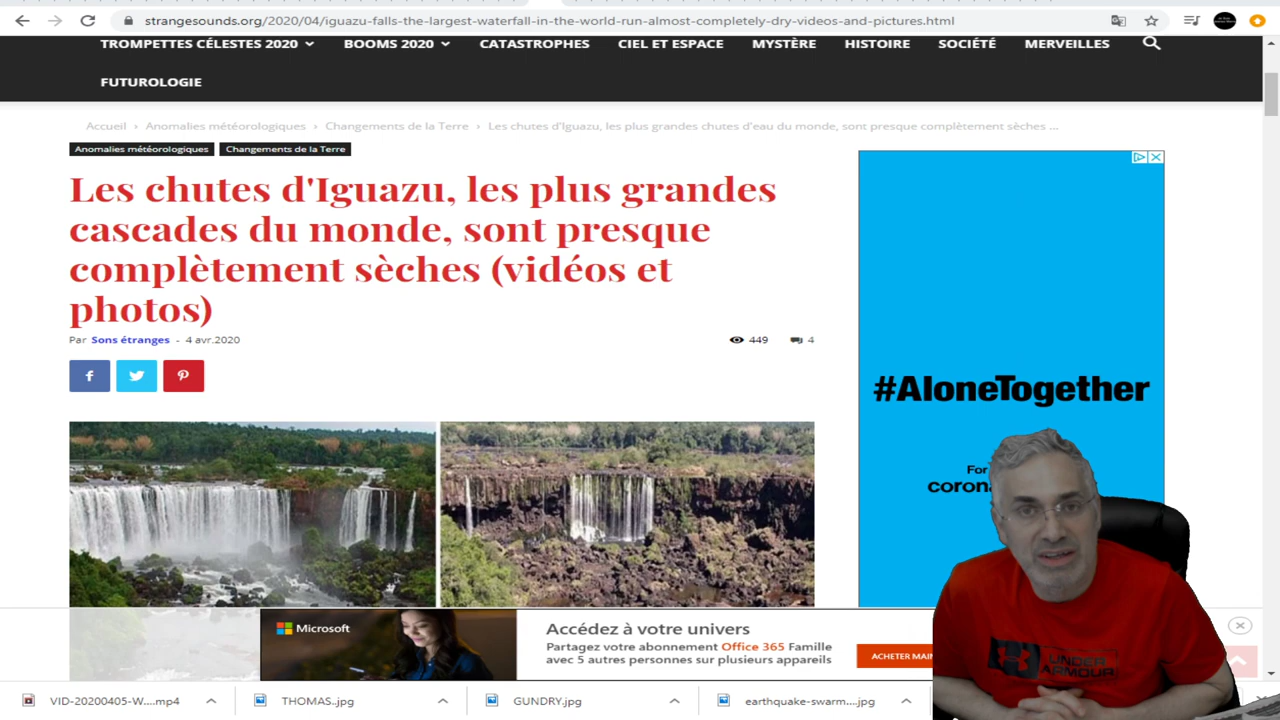 strangesounds.org/2020/04/iguazu-falls-the-largest-waterfall-in-the-world-run-almost-completely-dry-videos-and-pictures.html
TROMPETTES CÉLESTES 2020 BOOMS 2020 CATASTROPHES CIEL ET ESPACE MYSTÈRE HISTOIRE SOCIÉTÉ MERVEILLES
FUTUROLOGIE
Accueil › Anomalies météorologiques › Changements de la Terre › Les chutes d'Iguazu, les plus grandes chutes d'eau du monde, sont presque complètement sèches ...
Anomalies météorologiques Changements de la Terre
Les chutes d'Iguazu, les plus grandes
cascades du monde, sont presque
complètement sèches (vidéos et
photos)
Par Sons étranges - 4 avr.2020 449 4
#AloneTogether
For
corona
Microsoft
Accédez à votre univers
Partagez votre abonnement Office 365 Famille
avec 5 autres personnes sur plusieurs appareils
ACHETER MAIN
UNDER
ARMOUR
VID-20200405-W....mp4 THOMAS..jpg GUNDRY.jpg earthquake-swarm....jpg